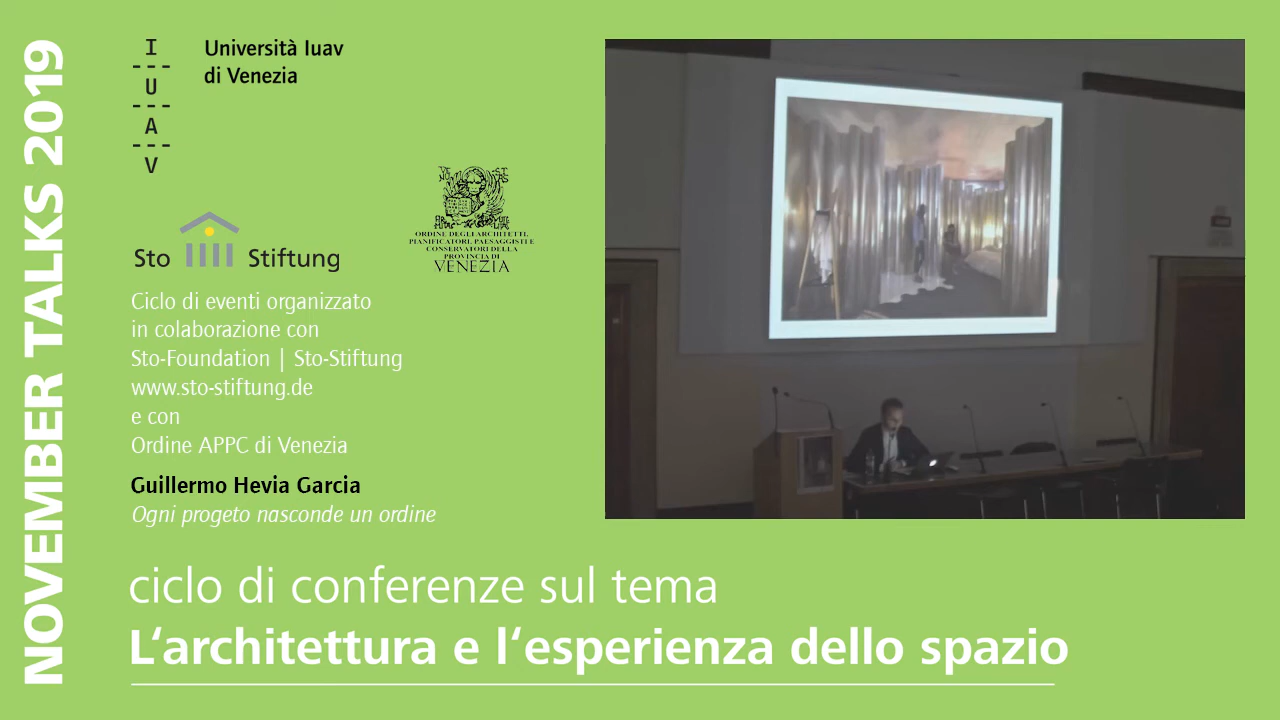 NOVEMBER TALKS 2019
I
U
A
V
Università Iuav
di Venezia
ORDINE DEGLI ARCHITETTI,
PIANIFICATORI, PAESAGGISTI E
CONSERVATORI DELLA
PROVINCIA DI
VENEZIA
Sto Stiftung
Ciclo di eventi organizzato
in colaborazione con
Sto-Foundation | Sto-Stiftung
www.sto-stiftung.de
e con
Ordine APPC di Venezia
Guillermo Hevia Garcia
Ogni progeto nasconde un ordine
ciclo di conferenze sul tema
L‘architettura e l‘esperienza dello spazio